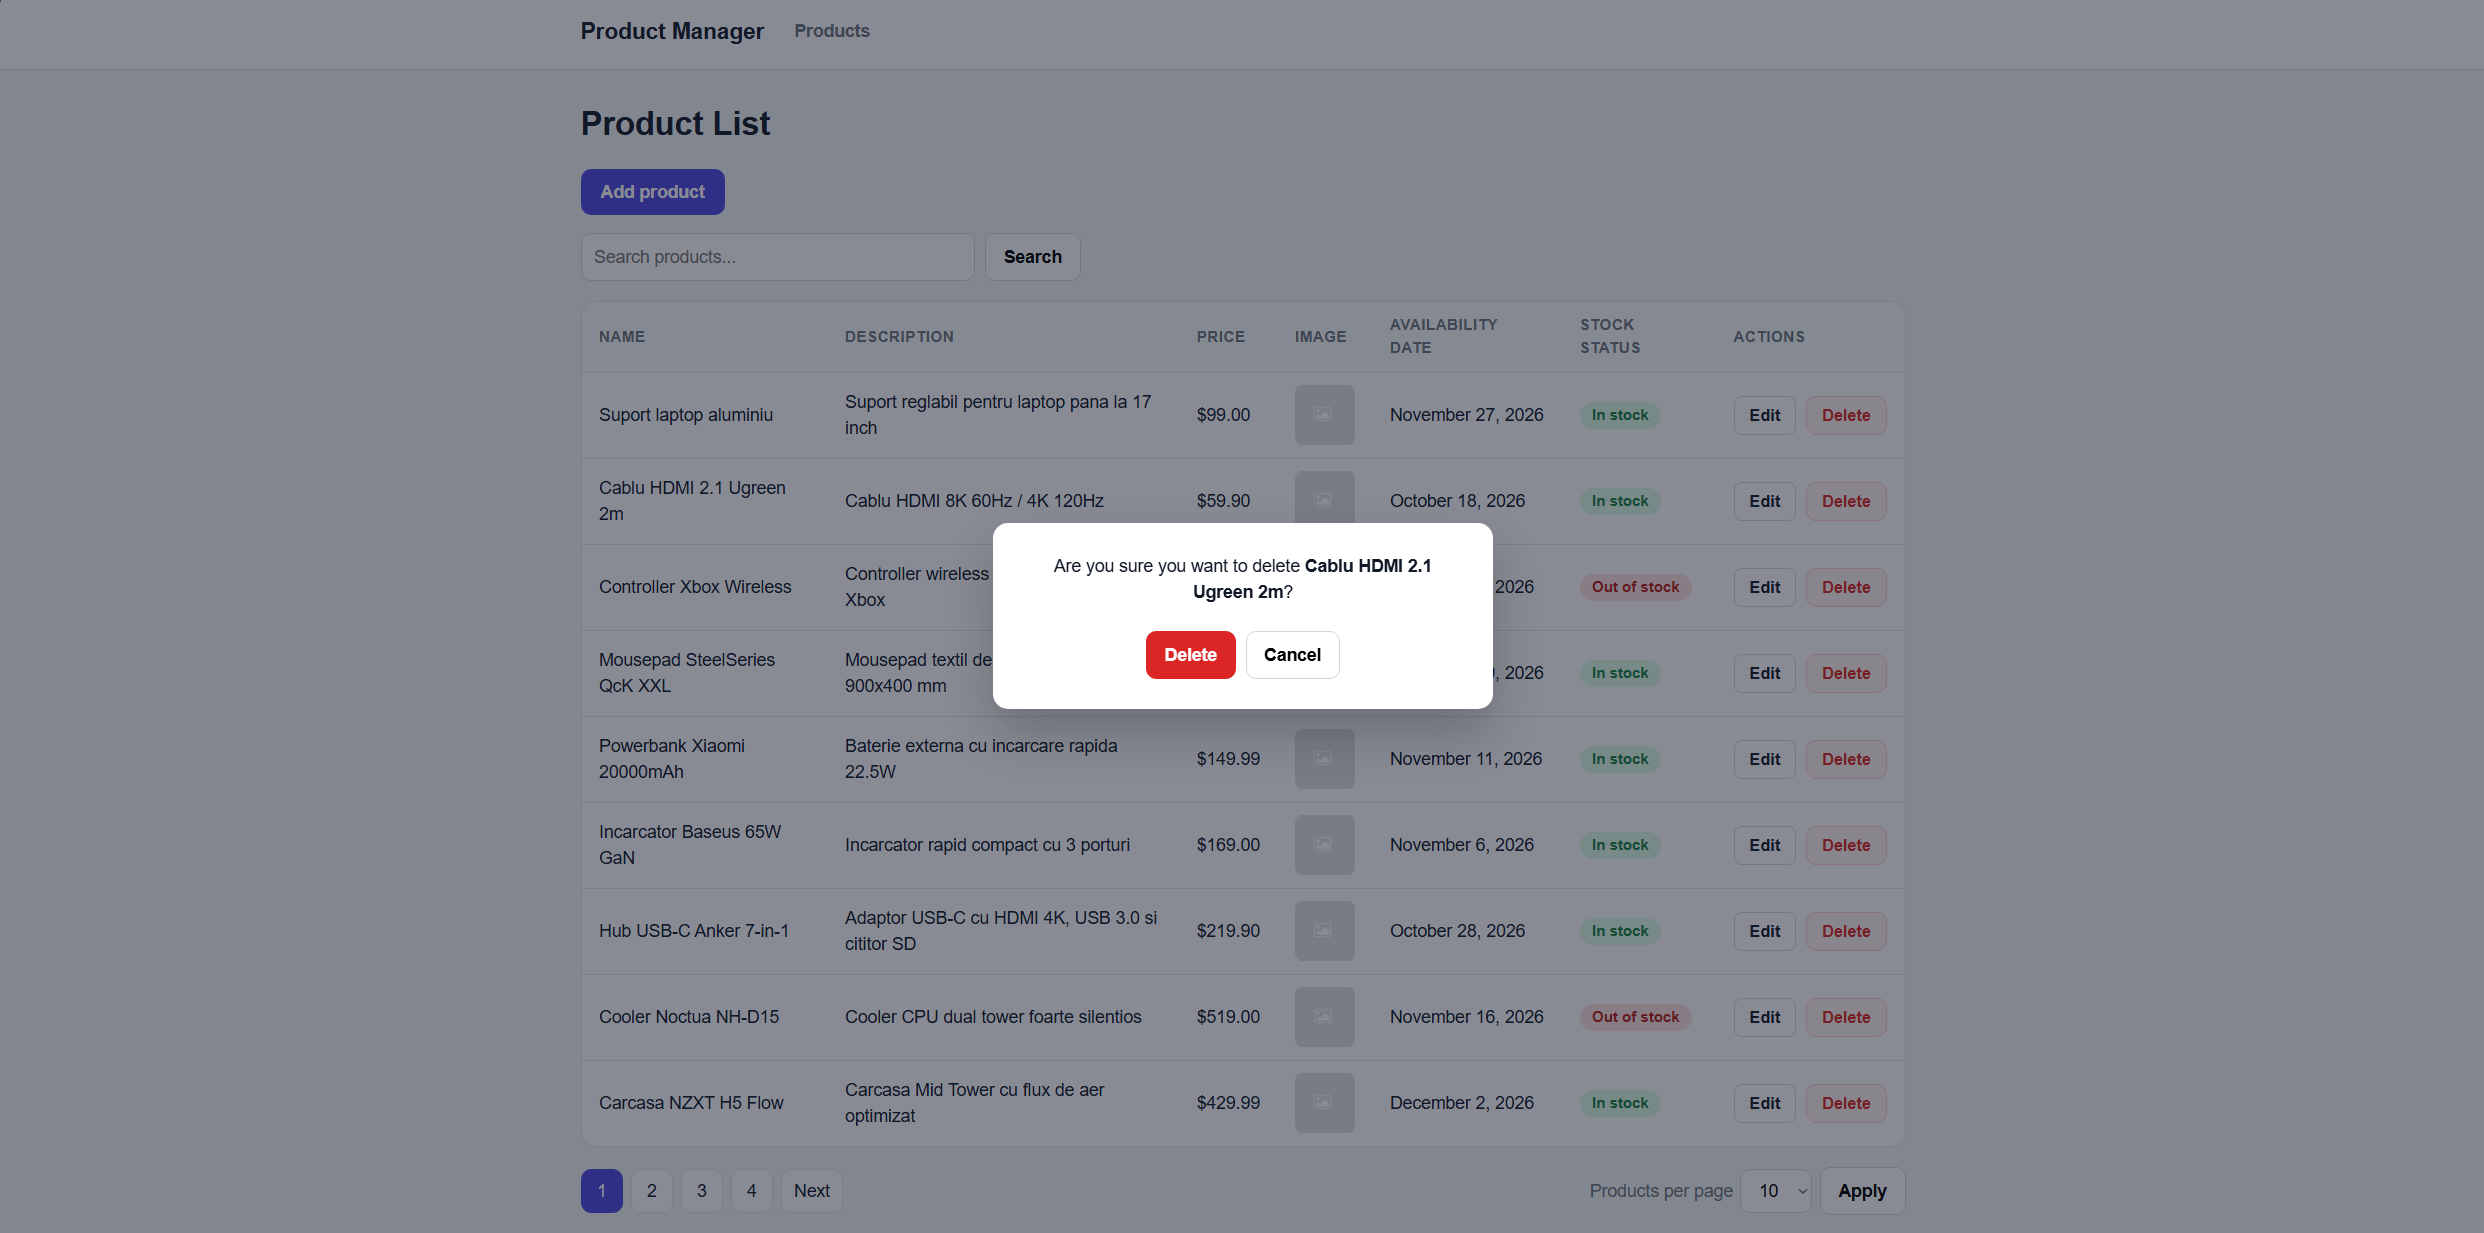 Product Manager
Products
Product List
Add product
Search products...
Search
NAME
DESCRIPTION
PRICE
IMAGE
AVAILABILITY
DATE
STOCK
STATUS
ACTIONS
Suport laptop aluminiu
Suport reglabil pentru laptop pana la 17
inch
$99.00
November 27, 2026
In stock
Edit
Delete
Cablu HDMI 2.1 Ugreen
2m
Cablu HDMI 8K 60Hz / 4K 120Hz
$59.90
October 18, 2026
In stock
Edit
Delete
Controller Xbox Wireless
Controller wireless
Xbox
2026
Out of stock
Edit
Delete
Mousepad SteelSeries
QcK XXL
Mousepad textil de
900x400 mm
, 2026
In stock
Edit
Delete
Are you sure you want to delete Cablu HDMI 2.1
Ugreen 2m?
Delete
Cancel
Powerbank Xiaomi
20000mAh
Baterie externa cu incarcare rapida
22.5W
$149.99
November 11, 2026
In stock
Edit
Delete
Incarcator Baseus 65W
GaN
Incarcator rapid compact cu 3 porturi
$169.00
November 6, 2026
In stock
Edit
Delete
Hub USB-C Anker 7-in-1
Adaptor USB-C cu HDMI 4K, USB 3.0 si
cititor SD
$219.90
October 28, 2026
In stock
Edit
Delete
Cooler Noctua NH-D15
Cooler CPU dual tower foarte silentios
$519.00
November 16, 2026
Out of stock
Edit
Delete
Carcasa NZXT H5 Flow
Carcasa Mid Tower cu flux de aer
optimizat
$429.99
December 2, 2026
In stock
Edit
Delete
1
2
3
4
Next
Products per page
10
Apply